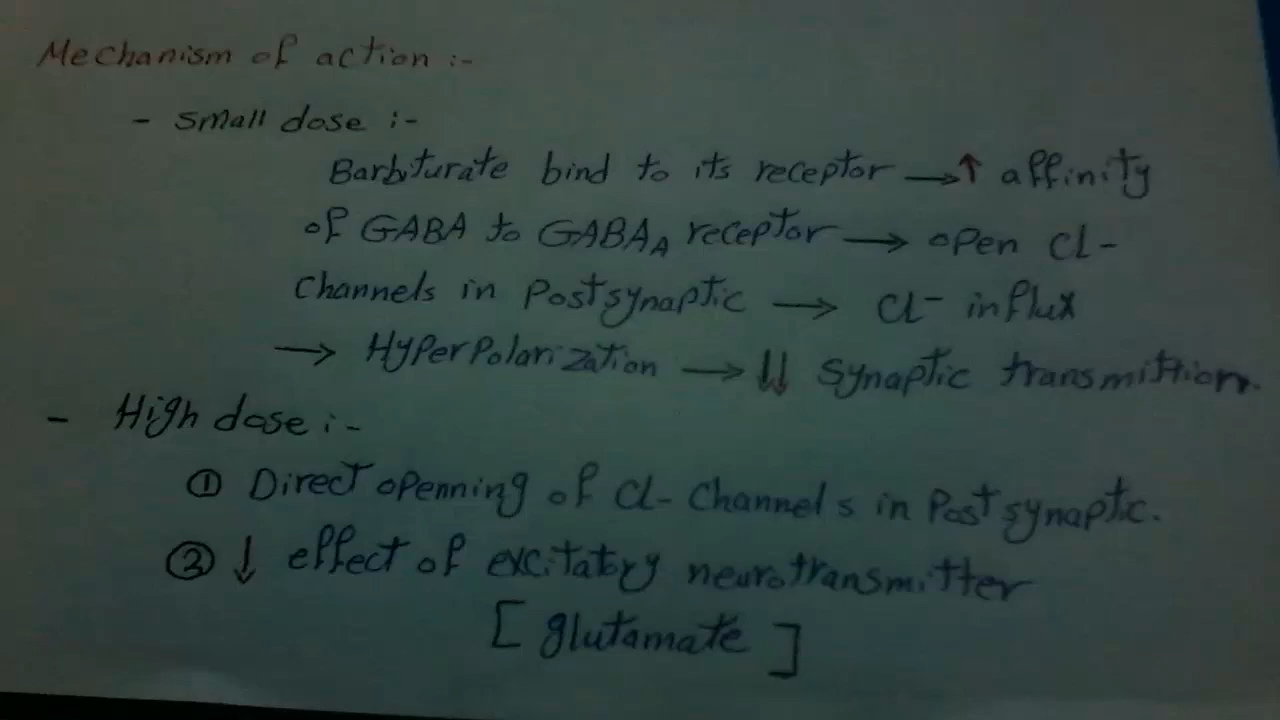 Mechanism of action :-
- Small dose :-
Barbiturate bind to its receptor → ↑ affinity
of GABA to GABA_A receptor → open Cl-
Channels in Postsynaptic → Cl⁻ influx
→ HyperPolarization → ↓↓ Synaptic transmittion.
- High dose :-
① Direct openning of Cl- Channels in Postsynaptic.
② ↓ effect of excitatory neurotransmitter
[ glutamate ]